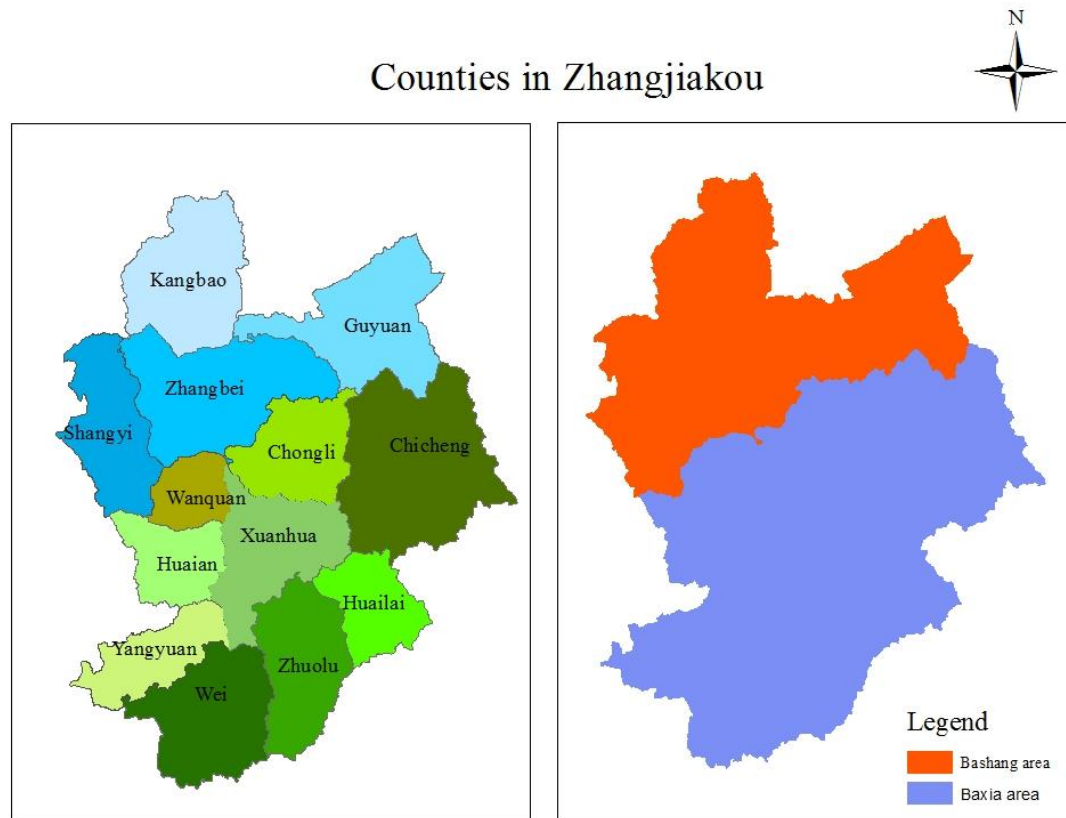 N
Counties in Zhangjiakou
Kangbao
Guyuan
Zhangbei
Shangyi
Chongli
Chicheng
Wanquan
Xuanhua
Huaian
Huailai
Yangyuan
Zhuolu
Wei
Legend
Bashang area
Baxia area